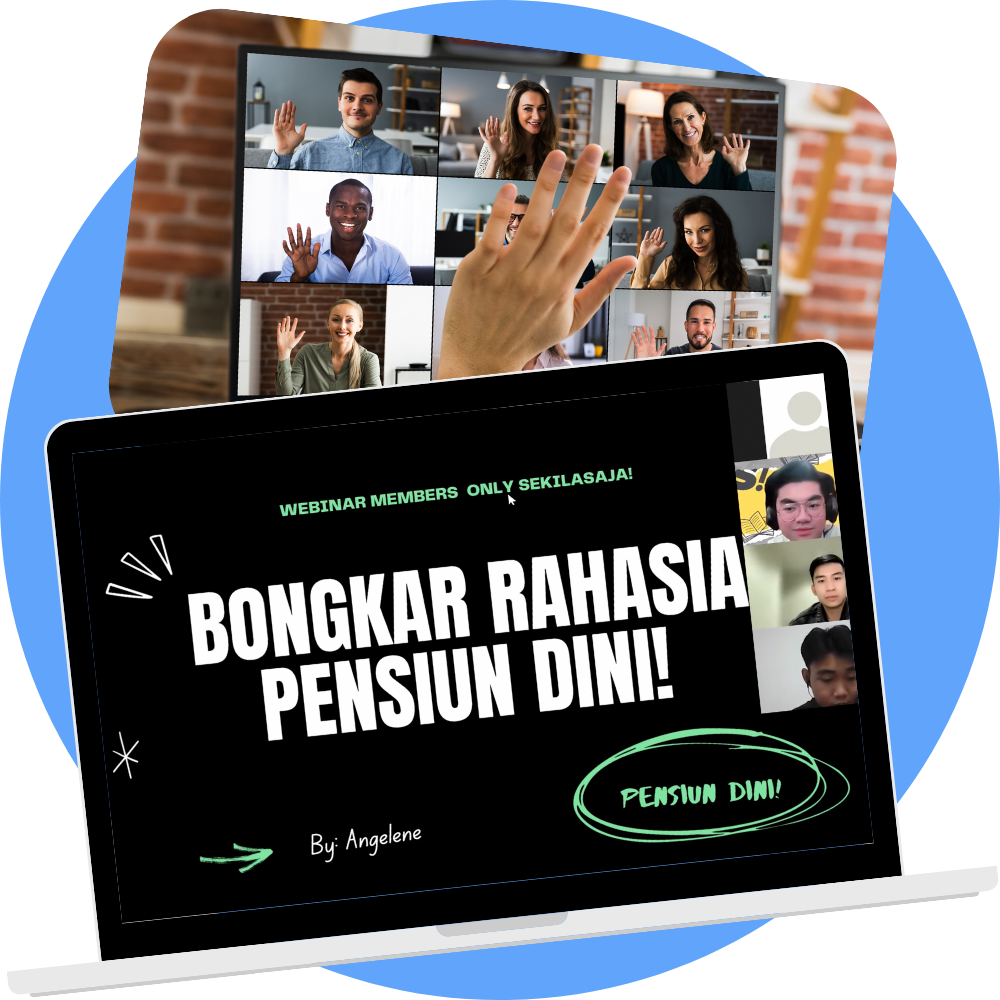 WEBINAR MEMBERS ONLY SEKILASAJA!
BONGKAR RAHASIA
PENSIUN DINI!
PENSIUN DINI!
By: Angelene
S!